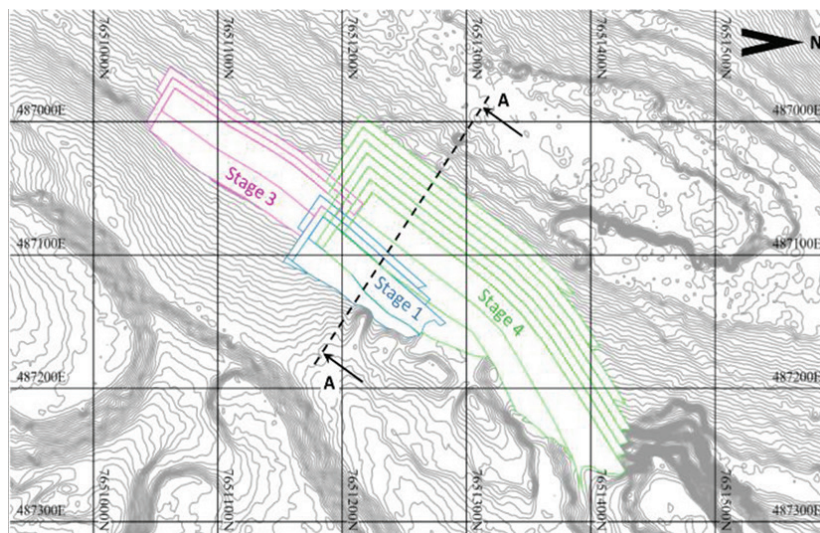 7651000N
7651100N
7651200N
7651300N
7651400N
7651500N
N
A
487000E
487000E
Stage 3
487100E
487100E
Stage 1
Stage 4
A
487200E
487200E
7651000N
7651100N
7651200N
7651300N
7651400N
7651500N
487300E
487300E